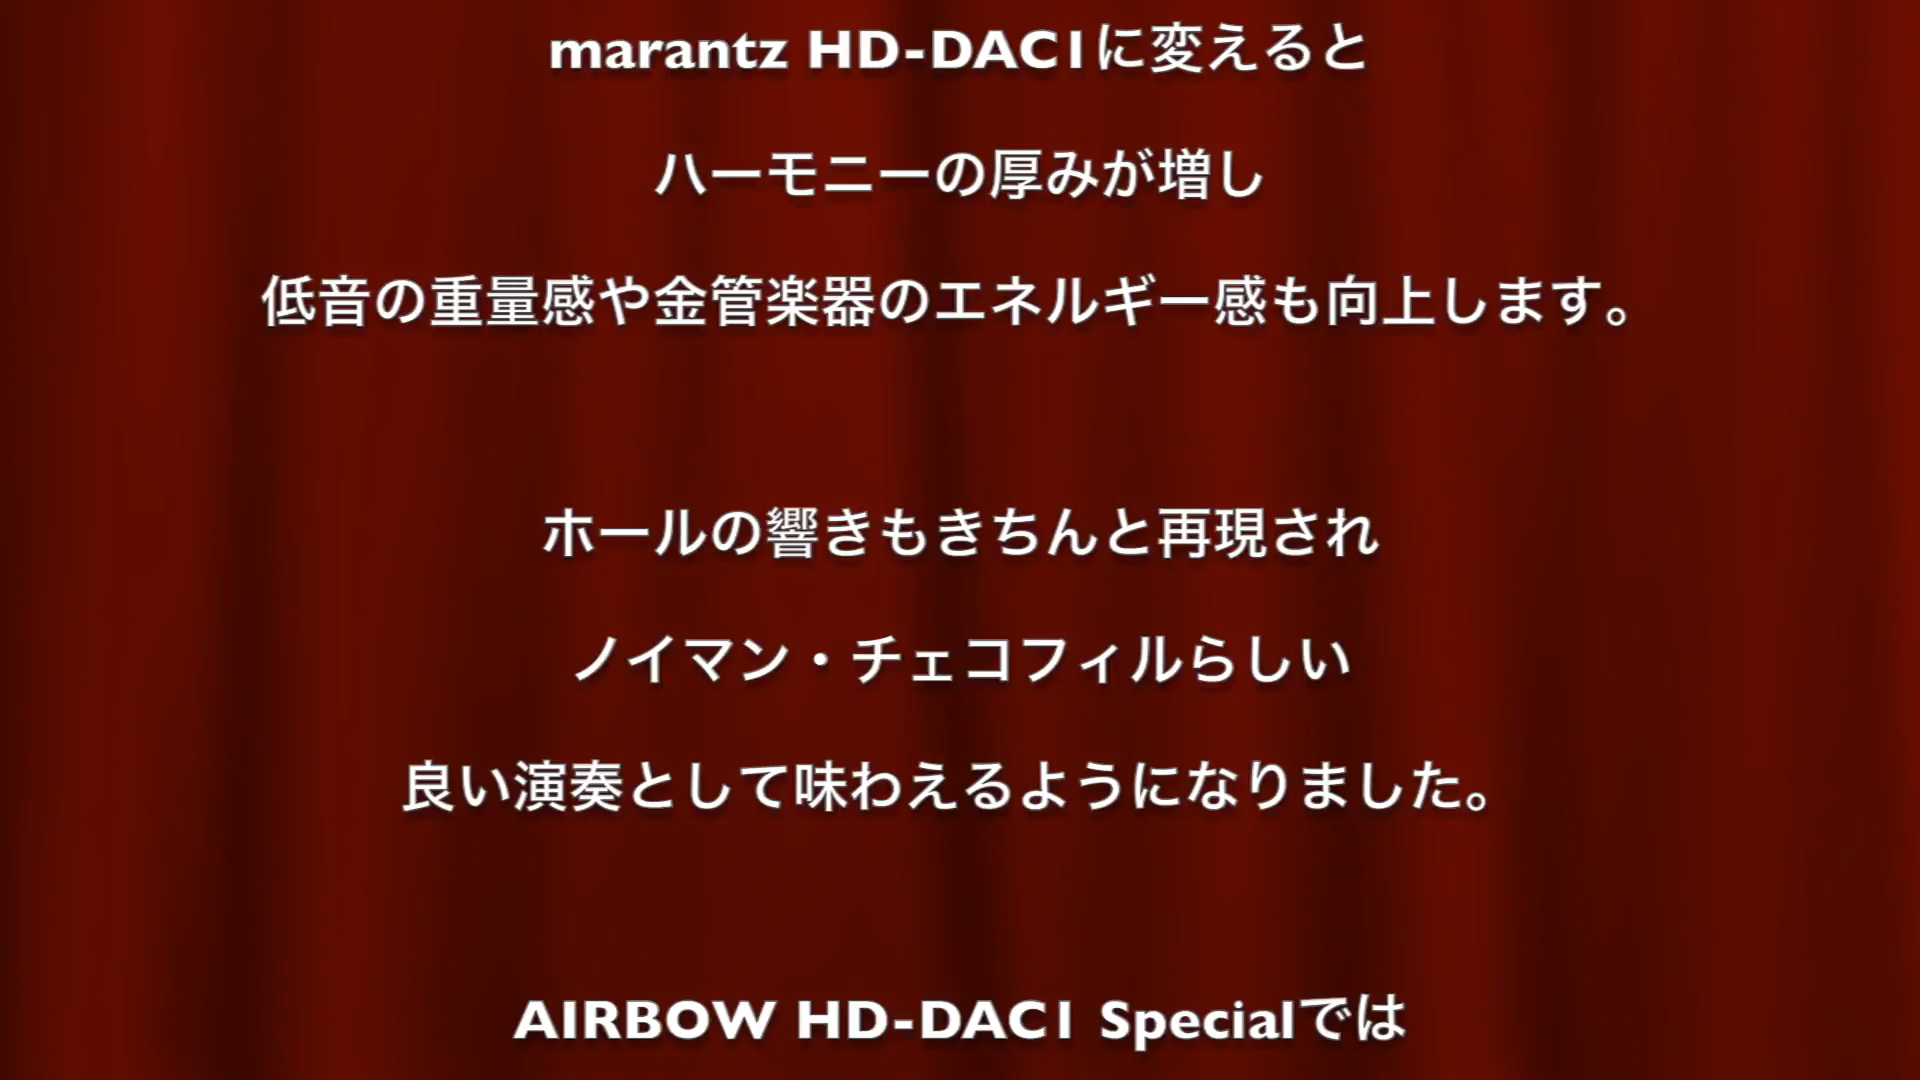 marantz HD-DAC1に変えると
ハーモニーの厚みが増し
低音の重量感や金管楽器のエネルギー感も向上します。
ホールの響きもきちんと再現され
ノイマン・チェコフィルらしい
良い演奏として味わえるようになりました。
AIRBOW HD-DAC1 Specialでは